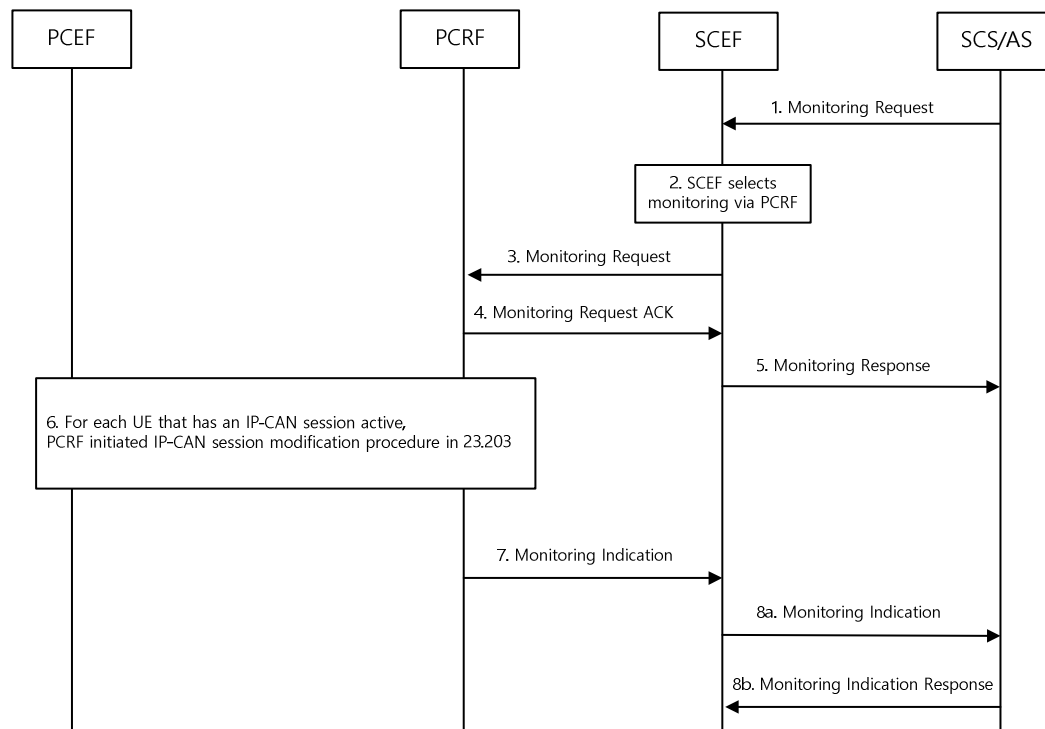 PCEF
PCRF
SCEF
SCS/AS
1. Monitoring Request
2. SCEF selects
monitoring via PCRF
3. Monitoring Request
4. Monitoring Request ACK
5. Monitoring Response
6. For each UE that has an IP-CAN session active,
PCRF initiated IP-CAN session modification procedure in 23.203
7. Monitoring Indication
8a. Monitoring Indication
8b. Monitoring Indication Response